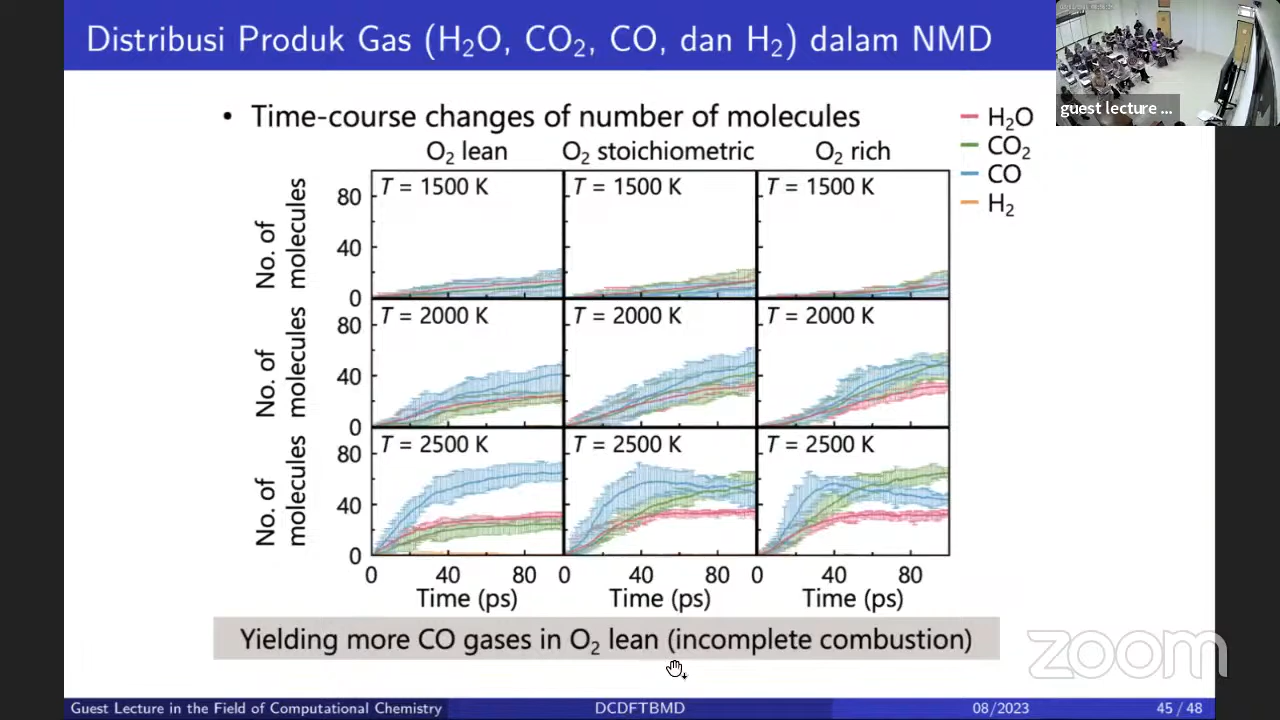 Distribusi Produk Gas (H₂O, CO₂, CO, dan H₂) dalam NMD
guest lecture ...
• Time-course changes of number of molecules
H₂O
CO₂
CO
H₂
O₂ lean
O₂ stoichiometric
O₂ rich
No. of
molecules
80
40
0
T = 1500 K
T = 1500 K
T = 1500 K
No. of
molecules
80
40
0
T = 2000 K
T = 2000 K
T = 2000 K
No. of
molecules
80
40
0
T = 2500 K
T = 2500 K
T = 2500 K
0 40 80 0 40 80 0 40 80
Time (ps)
Time (ps)
Time (ps)
Yielding more CO gases in O₂ lean (incomplete combustion)
zoom
Guest Lecture in the Field of Computational Chemistry
DCDFTBMD
08/2023
45 / 48